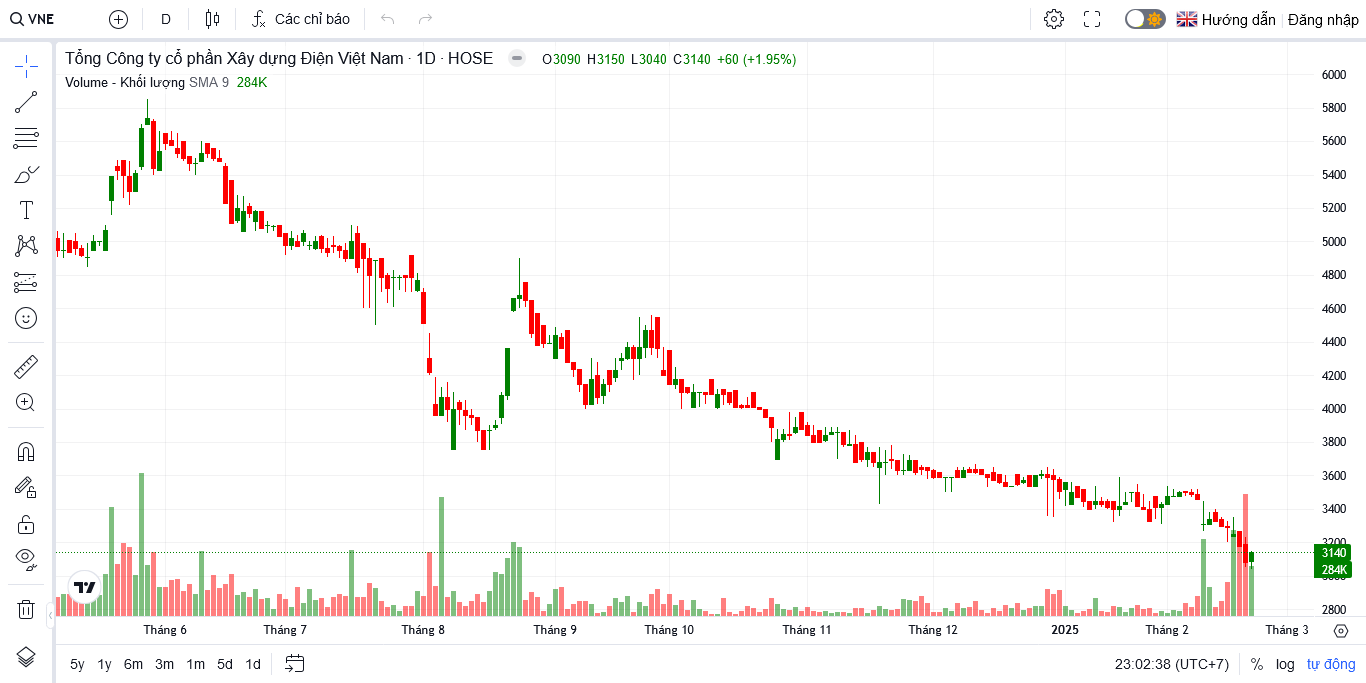 VNE D Các chỉ báo Hướng dẫn Đăng nhập
Tổng Công ty cổ phần Xây dựng Điện Việt Nam · 1D · HOSE O3090 H3150 L3040 C3140 +60 (+1.95%)
Volume - Khối lượng SMA 9 284K
6000
5800
5600
5400
5200
5000
4800
4600
4400
4200
4000
3800
3600
3400
3200
3140
284K
2800
Tháng 6 Tháng 7 Tháng 8 Tháng 9 Tháng 10 Tháng 11 Tháng 12 2025 Tháng 2 Tháng 3
5y 1y 6m 3m 1m 5d 1d 23:02:38 (UTC+7) % log tự động